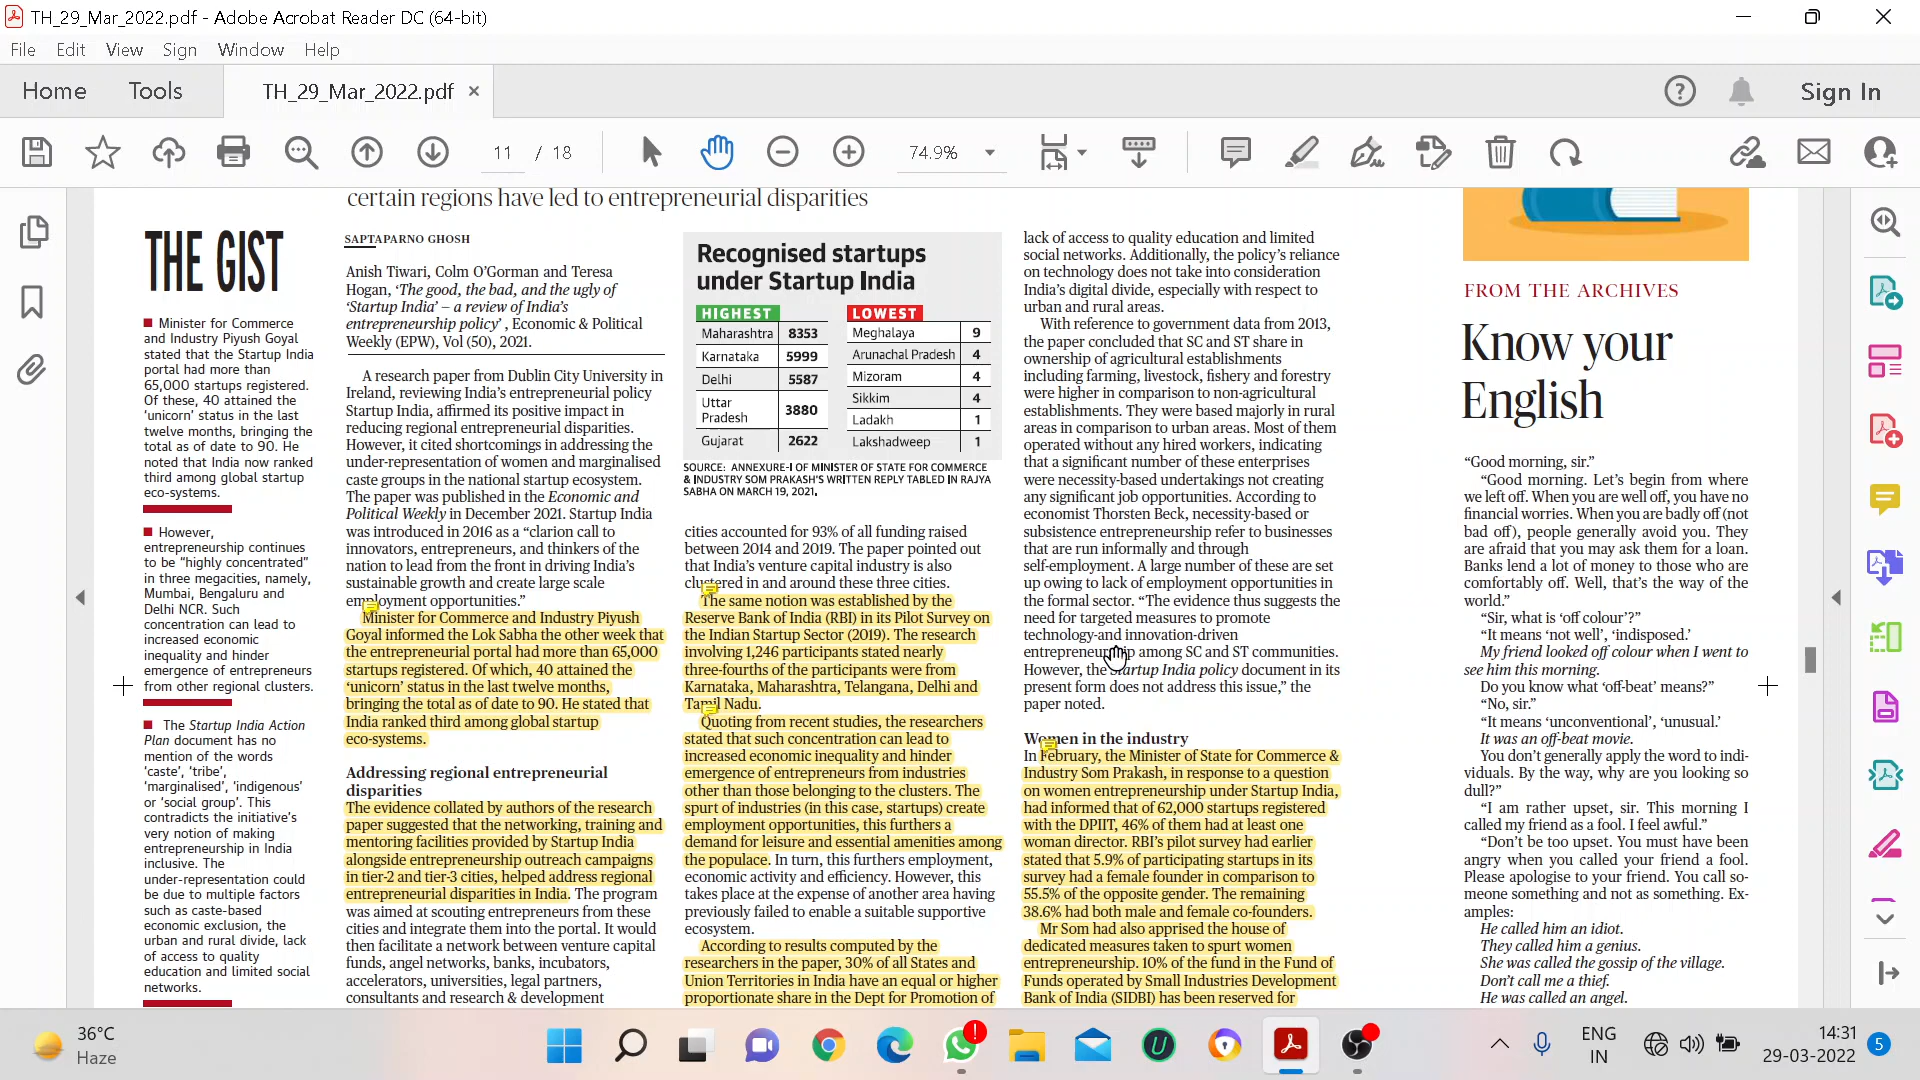 TH_29_Mar_2022.pdf - Adobe Acrobat Reader DC (64-bit)
File Edit View Sign Window Help
Home Tools TH_29_Mar_2022.pdf × Sign In
11 / 18 74.9%
certain regions have led to entrepreneurial disparities
THE GIST
Minister for Commerce
and Industry Piyush Goyal
stated that the Startup India
portal had more than
65,000 startups registered.
Of these, 40 attained the
‘unicorn’ status in the last
twelve months, bringing the
total as of date to 90. He
noted that India now ranked
third among global startup
eco-systems.
However,
entrepreneurship continues
to be “highly concentrated”
in three megacities, namely,
Mumbai, Bengaluru and
Delhi NCR. Such
concentration can lead to
increased economic
inequality and hinder
emergence of entrepreneurs
from other regional clusters.
The Startup India Action
Plan document has no
mention of the words
‘caste’, ‘tribe’,
‘marginalised’, ‘indigenous’
or ‘social group’. This
contradicts the initiative’s
very notion of making
entrepreneurship in India
inclusive. The
under-representation could
be due to multiple factors
such as caste-based
economic exclusion, the
urban and rural divide, lack
of access to quality
education and limited social
networks.
SAPTAPARNO GHOSH
Anish Tiwari, Colm O’Gorman and Teresa
Hogan, ‘The good, the bad, and the ugly of
‘Startup India’ – a review of India’s
entrepreneurship policy’, Economic & Political
Weekly (EPW), Vol (50), 2021.
A research paper from Dublin City University in
Ireland, reviewing India’s entrepreneurial policy
Startup India, affirmed its positive impact in
reducing regional entrepreneurial disparities.
However, it cited shortcomings in addressing the
under-representation of women and marginalised
caste groups in the national startup ecosystem.
The paper was published in the Economic and
Political Weekly in December 2021. Startup India
was introduced in 2016 as a “clarion call to
innovators, entrepreneurs, and thinkers of the
nation to lead from the front in driving India’s
sustainable growth and create large scale
employment opportunities.”
Minister for Commerce and Industry Piyush
Goyal informed the Lok Sabha the other week that
the entrepreneurial portal had more than 65,000
startups registered. Of which, 40 attained the
‘unicorn’ status in the last twelve months,
bringing the total as of date to 90. He stated that
India ranked third among global startup
eco-systems.
Addressing regional entrepreneurial
disparities
The evidence collated by authors of the research
paper suggested that the networking, training and
mentoring facilities provided by Startup India
alongside entrepreneurship outreach campaigns
in tier-2 and tier-3 cities, helped address regional
entrepreneurial disparities in India. The program
was aimed at scouting entrepreneurs from these
cities and integrate them into the portal. It would
then facilitate a network between venture capital
funds, angel networks, banks, incubators,
accelerators, universities, legal partners,
consultants and research & development
Recognised startups
under Startup India
HIGHEST
Maharashtra 8353
Karnataka 5999
Delhi 5587
Uttar
Pradesh 3880
Gujarat 2622
LOWEST
Meghalaya 9
Arunachal Pradesh 4
Mizoram 4
Sikkim 4
Ladakh 1
Lakshadweep 1
SOURCE: ANNEXURE-I OF MINISTER OF STATE FOR COMMERCE
& INDUSTRY SOM PRAKASH’S WRITTEN REPLY TABLED IN RAJYA
SABHA ON MARCH 19, 2021.
cities accounted for 93% of all funding raised
between 2014 and 2019. The paper pointed out
that India’s venture capital industry is also
clustered in and around these three cities.
The same notion was established by the
Reserve Bank of India (RBI) in its Pilot Survey on
the Indian Startup Sector (2019). The research
involving 1,246 participants stated nearly
three-fourths of the participants were from
Karnataka, Maharashtra, Telangana, Delhi and
Tamil Nadu.
Quoting from recent studies, the researchers
stated that such concentration can lead to
increased economic inequality and hinder
emergence of entrepreneurs from industries
other than those belonging to the clusters. The
spurt of industries (in this case, startups) create
employment opportunities, this furthers a
demand for leisure and essential amenities among
the populace. In turn, this furthers employment,
economic activity and efficiency. However, this
takes place at the expense of another area having
previously failed to enable a suitable supportive
ecosystem.
According to results computed by the
researchers in the paper, 30% of all States and
Union Territories in India have an equal or higher
proportionate share in the Dept for Promotion of
lack of access to quality education and limited
social networks. Additionally, the policy’s reliance
on technology does not take into consideration
India’s digital divide, especially with respect to
urban and rural areas.
With reference to government data from 2013,
the paper concluded that SC and ST share in
ownership of agricultural establishments
including farming, livestock, fishery and forestry
were higher in comparison to non-agricultural
establishments. They were based majorly in rural
areas in comparison to urban areas. Most of them
operated without any hired workers, indicating
that a significant number of these enterprises
were necessity-based undertakings not creating
any significant job opportunities. According to
economist Thorsten Beck, necessity-based or
subsistence entrepreneurship refer to businesses
that are run informally and through
self-employment. A large number of these are set
up owing to lack of employment opportunities in
the formal sector. “The evidence thus suggests the
need for targeted measures to promote
technology-and innovation-driven
entrepreneurship among SC and ST communities.
However, the Startup India policy document in its
present form does not address this issue,” the
paper noted.
Women in the industry
In February, the Minister of State for Commerce &
Industry Som Prakash, in response to a question
on women entrepreneurship under Startup India,
had informed that of 62,000 startups registered
with the DPIIT, 46% of them had at least one
woman director. RBI’s pilot survey had earlier
stated that 5.9% of participating startups in its
survey had a female founder in comparison to
55.5% of the opposite gender. The remaining
38.6% had both male and female co-founders.
Mr Som had also apprised the house of
dedicated measures taken to spurt women
entrepreneurship. 10% of the fund in the Fund of
Funds operated by Small Industries Development
Bank of India (SIDBI) has been reserved for
FROM THE ARCHIVES
Know your
English
“Good morning, sir.”
“Good morning. Let’s begin from where
we left off. When you are well off, you have no
financial worries. When you are badly off (not
bad off), people generally avoid you. They
are afraid that you may ask them for a loan.
Banks lend a lot of money to those who are
comfortably off. Well, that’s the way of the
world.”
“Sir, what is ‘off colour’?”
“It means ‘not well’, ‘indisposed.’
My friend looked off colour when I went to
see him this morning.
Do you know what ‘off-beat’ means?”
“No, sir.”
“It means ‘unconventional’, ‘unusual.’
It was an off-beat movie.
You don’t generally apply the word to indi-
viduals. By the way, why are you looking so
dull?”
“I am rather upset, sir. This morning I
called my friend as a fool. I feel awful.”
“Don’t be too upset. You must have been
angry when you called your friend a fool.
Please apologise to your friend. You call so-
meone something and not as something. Ex-
amples:
He called him an idiot.
They called him a genius.
She was called the gossip of the village.
Don’t call me a thief.
He was called an angel.
36°C
Haze
ENG
IN
14:31
29-03-2022
5